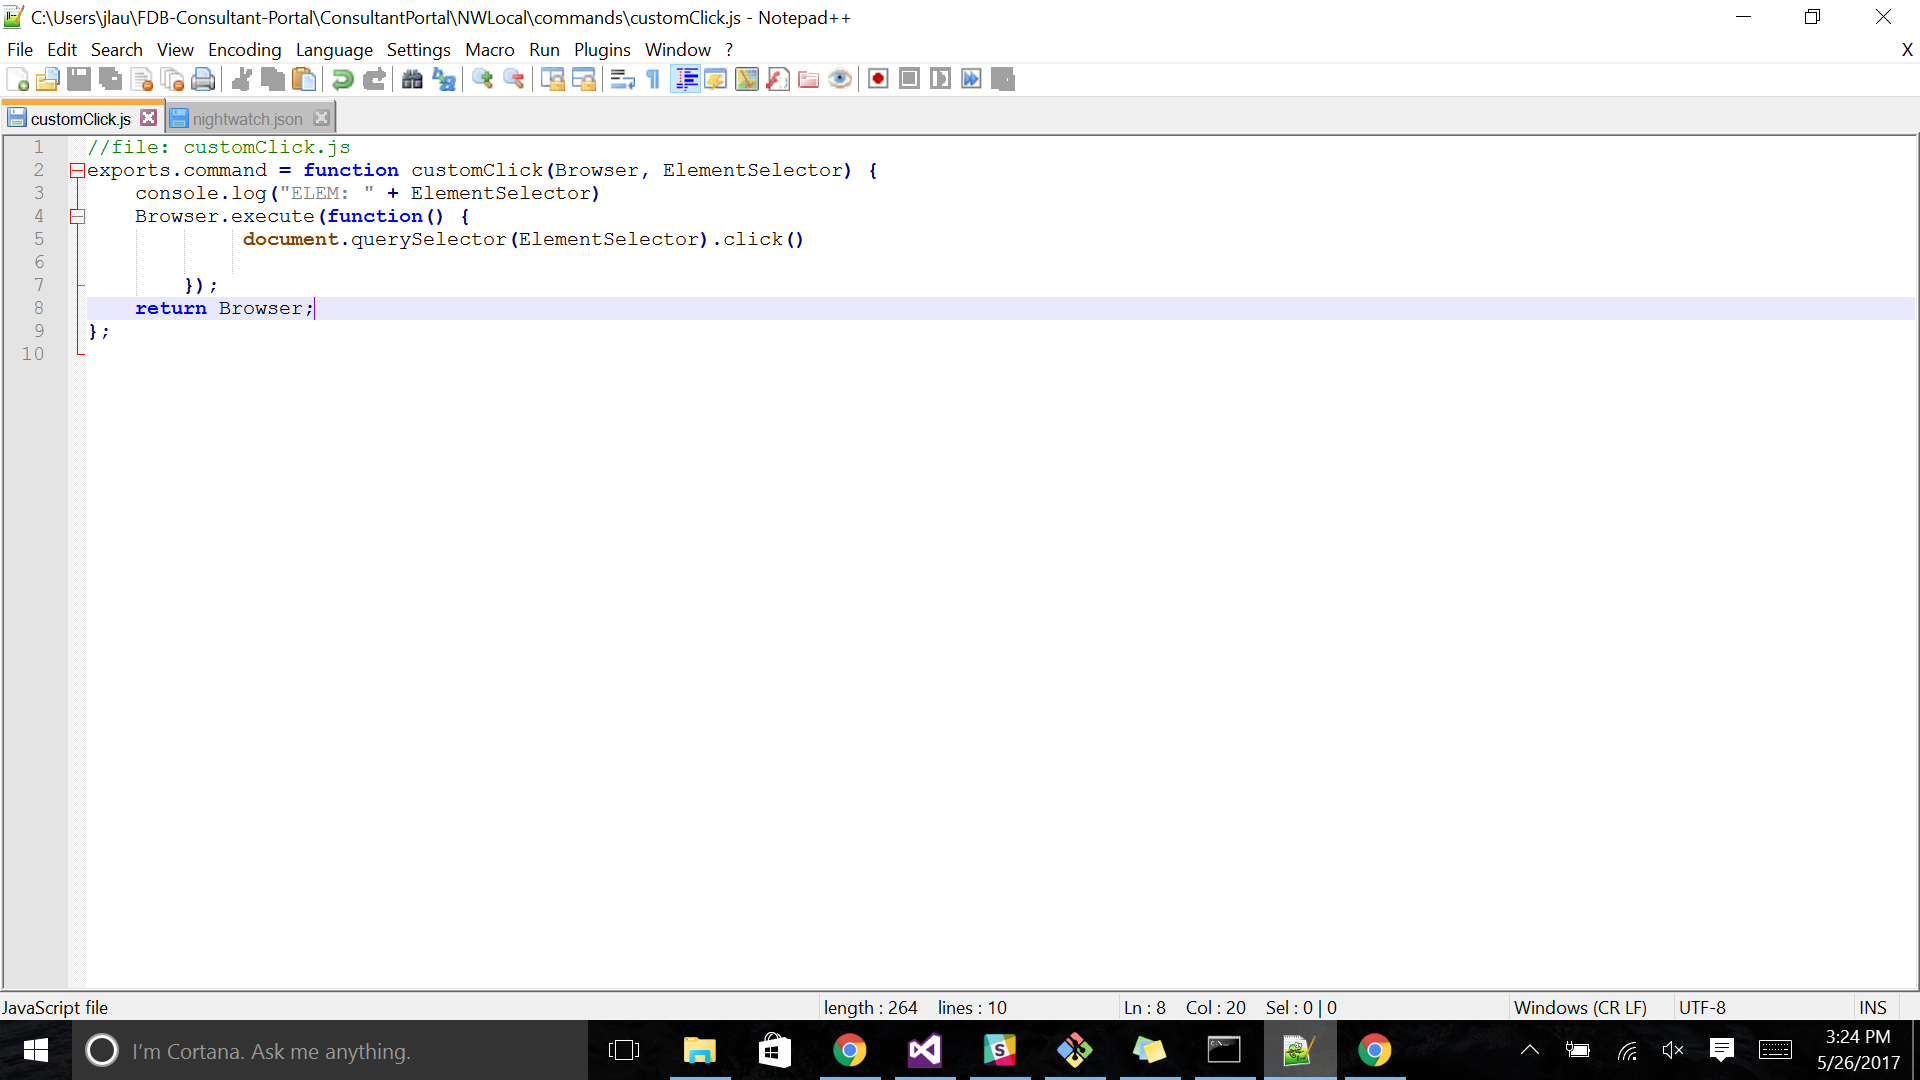 C:\Users\jlau\FDB-Consultant-Portal\ConsultantPortal\NWLocal\commands\customClick.js - Notepad++
File Edit Search View Encoding Language Settings Macro Run Plugins Window ? X
customClick.js nightwatch.json
1 //file: customClick.js
2 exports.command = function customClick(Browser, ElementSelector) {
3 console.log("ELEM: " + ElementSelector)
4 Browser.execute(function() {
5 document.querySelector(ElementSelector).click()
6
7 });
8 return Browser;
9 };
10
JavaScript file length : 264 lines : 10 Ln : 8 Col : 20 Sel : 0 | 0 Windows (CR LF) UTF-8 INS
I'm Cortana. Ask me anything.
3:24 PM
5/26/2017